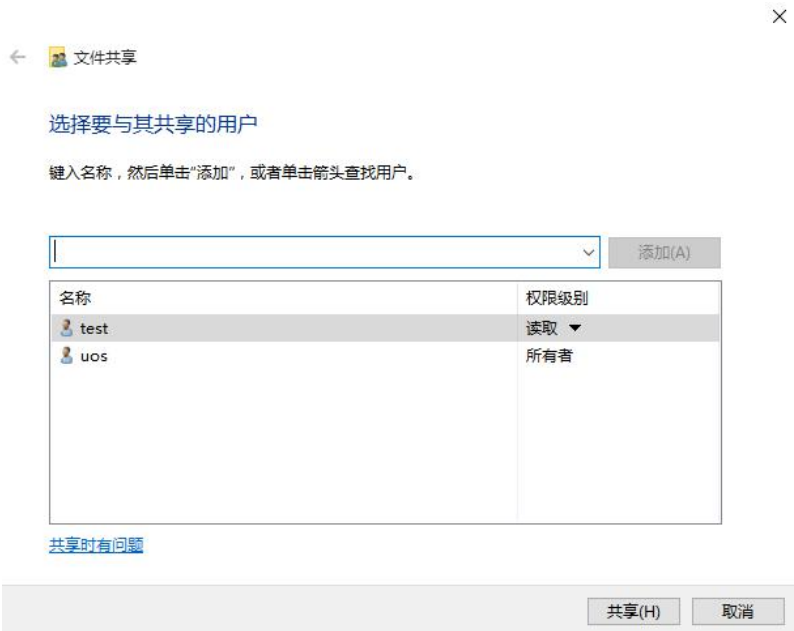 文件共享
选择要与其共享的用户
键入名称，然后单击"添加"，或者单击箭头查找用户。
添加(A)
名称 权限级别
test 读取
uos 所有者
共享时有问题
共享(H) 取消